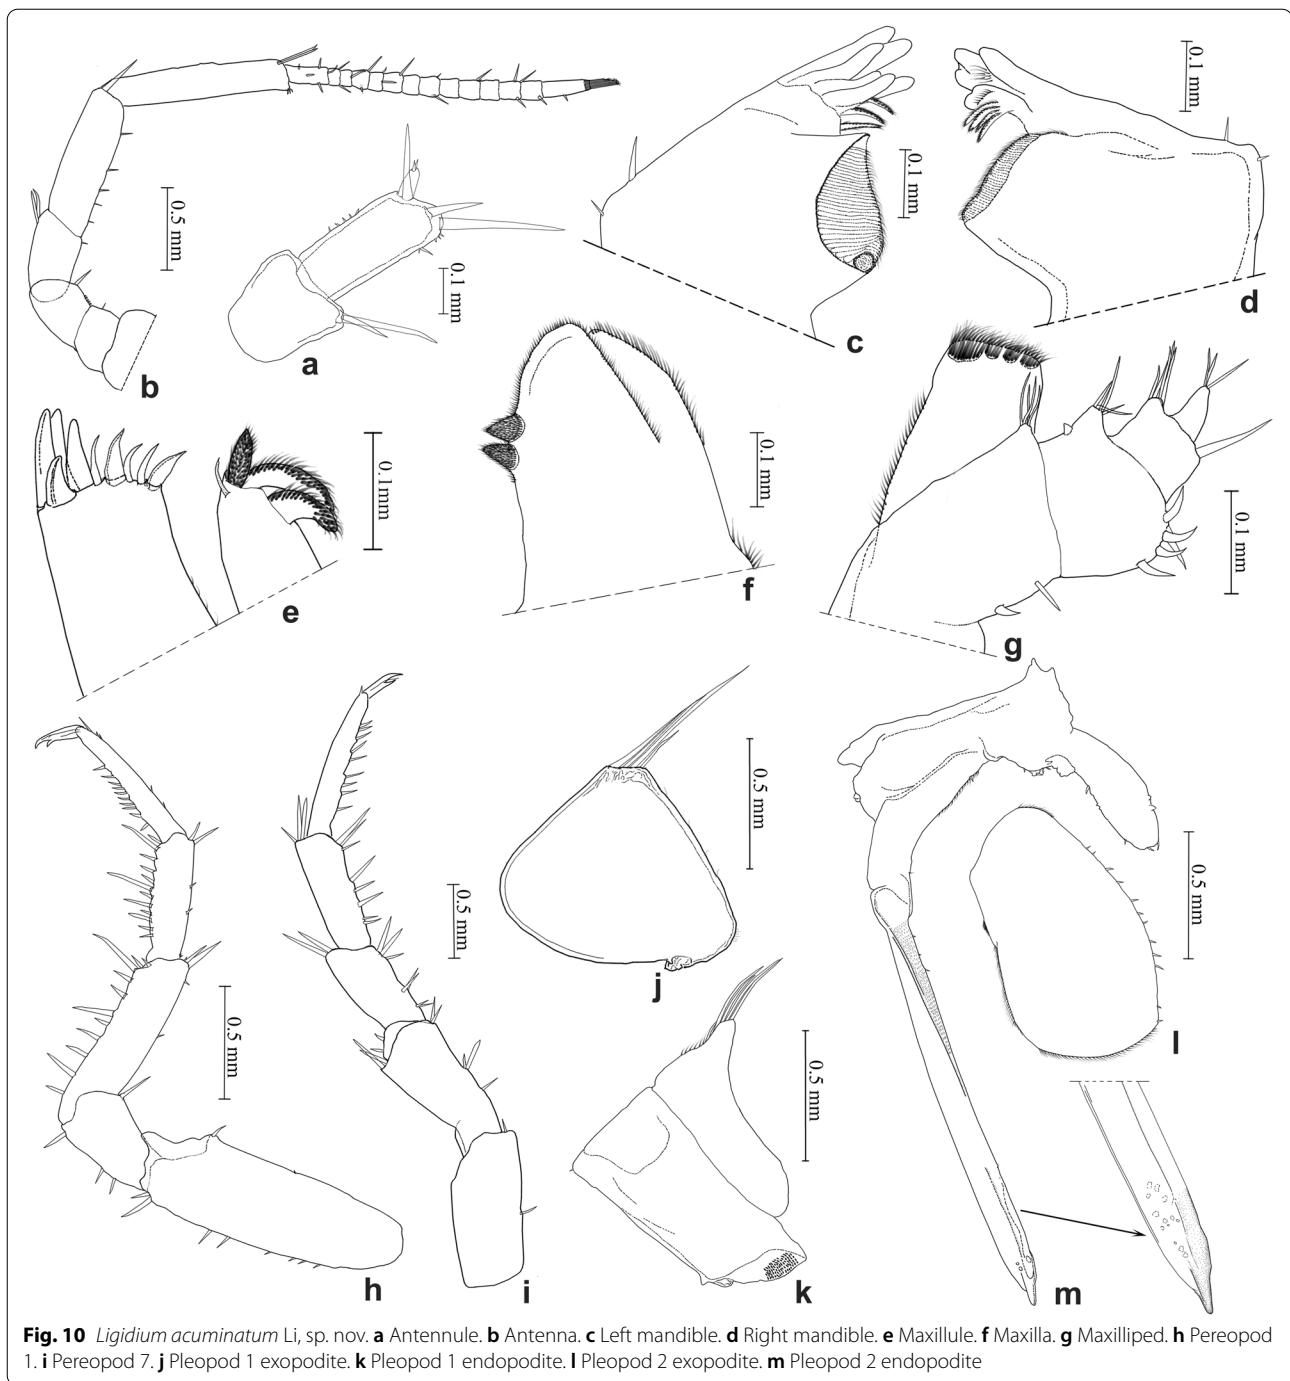 b
0.5 mm
a
0.1 mm
c
0.1 mm
0.1 mm
d
e
0.1mm
f
0.1 mm
g
0.1 mm
h
0.5 mm
i
0.5 mm
j
0.5 mm
k
0.5 mm
l
0.5 mm
m
Fig. 10 Ligidium acuminatum Li, sp. nov. a Antennule. b Antenna. c Left mandible. d Right mandible. e Maxillule. f Maxilla. g Maxilliped. h Pereopod
1. i Pereopod 7. j Pleopod 1 exopodite. k Pleopod 1 endopodite. l Pleopod 2 exopodite. m Pleopod 2 endopodite